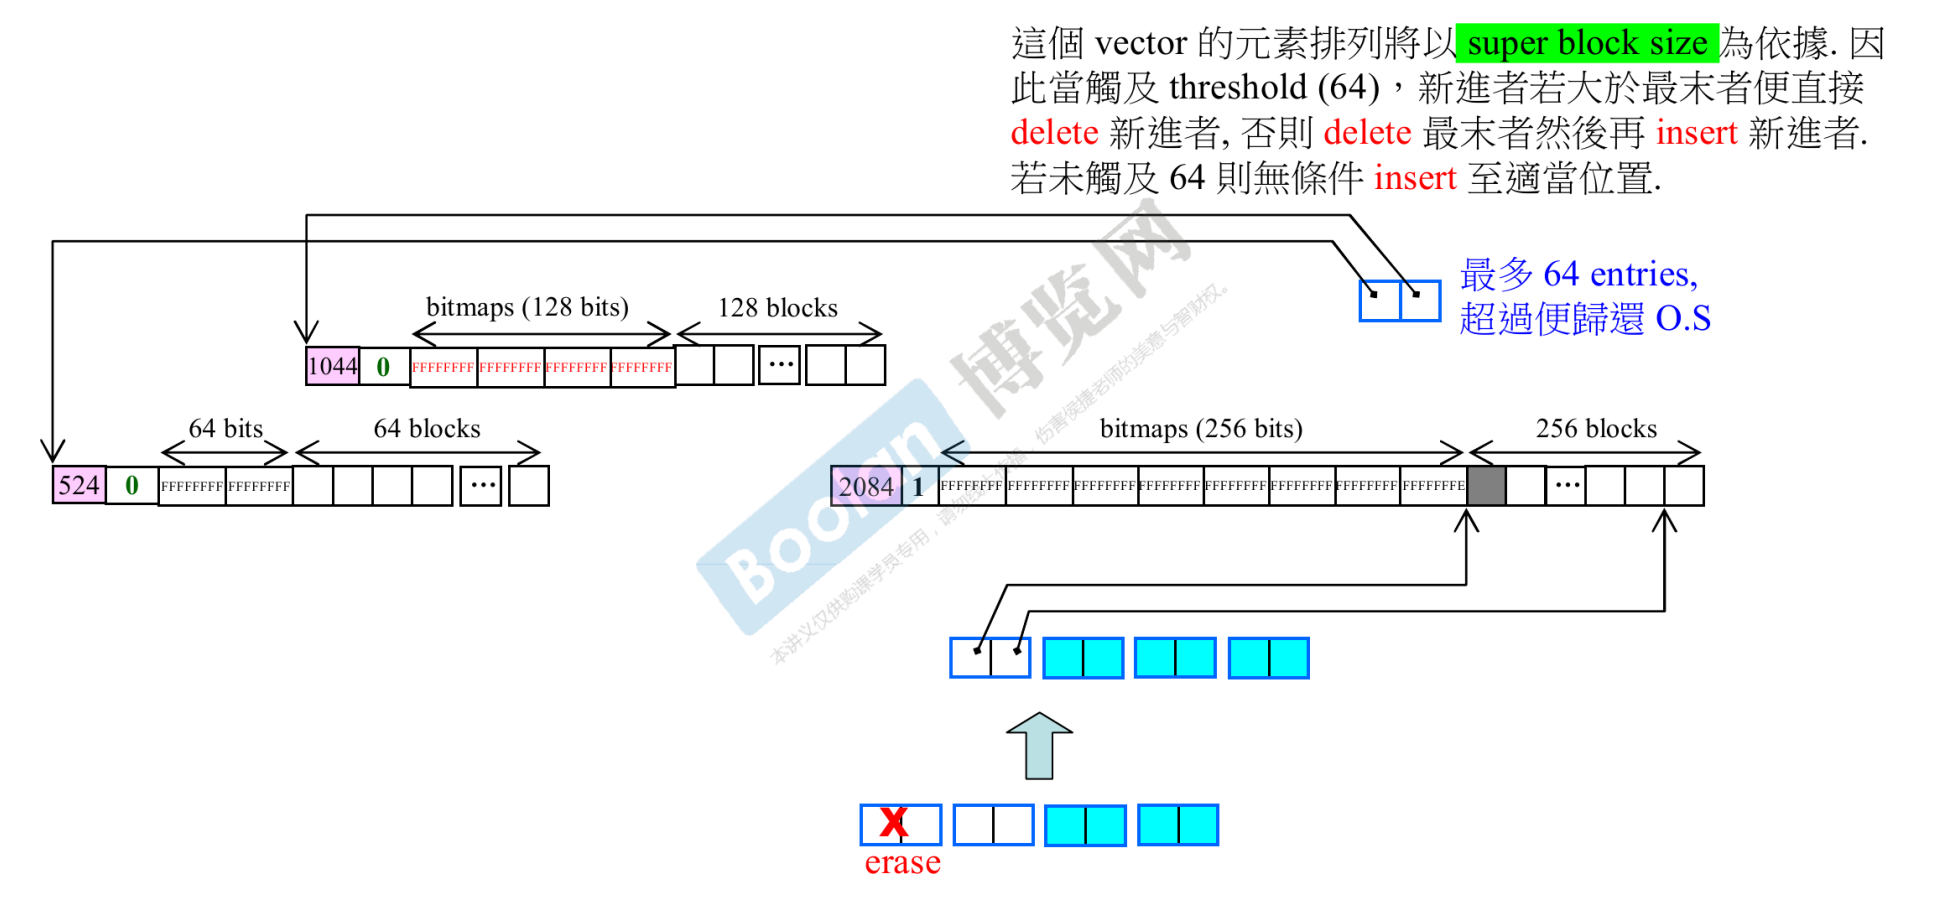 這個 vector 的元素排列將以 super block size 為依據. 因
此當觸及 threshold (64)，新進者若大於最末者便直接
delete 新進者, 否則 delete 最末者然後再 insert 新進者.
若未觸及 64 則無條件 insert 至適當位置.
最多 64 entries,
超過便歸還 O.S
bitmaps (128 bits) 128 blocks
1044 0 FFFFFFFF FFFFFFFF FFFFFFFF FFFFFFFF ...
64 bits 64 blocks
524 0 FFFFFFFF FFFFFFFF ...
bitmaps (256 bits) 256 blocks
2084 1 FFFFFFFF FFFFFFFF FFFFFFFF FFFFFFFF FFFFFFFF FFFFFFFF FFFFFFFF FFFFFFFE ...
X
erase
Boolan 博览网
本讲义仅供购课学员专用，请勿线上传播，伤害侯捷老师的美意与智财权。